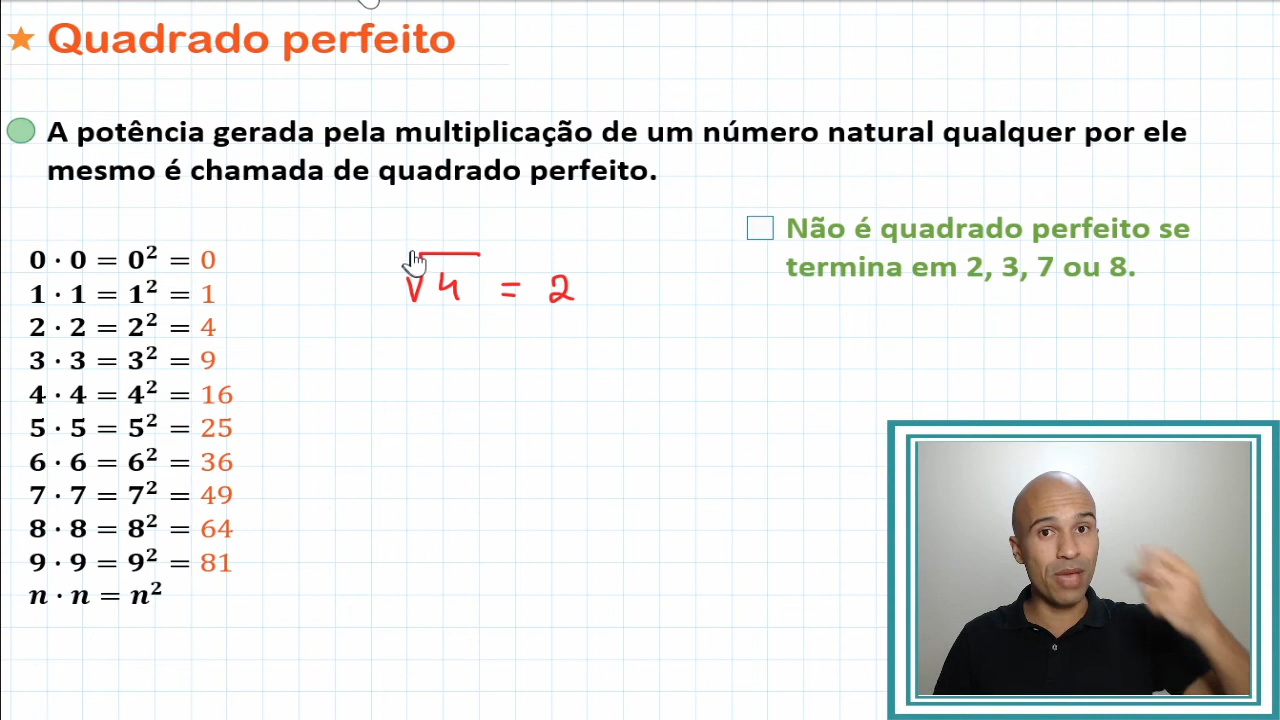 Quadrado perfeito
A potência gerada pela multiplicação de um número natural qualquer por ele
mesmo é chamada de quadrado perfeito.
Não é quadrado perfeito se
termina em 2, 3, 7 ou 8.
0 · 0 = 0² = 0
1 · 1 = 1² = 1
2 · 2 = 2² = 4
3 · 3 = 3² = 9
4 · 4 = 4² = 16
5 · 5 = 5² = 25
6 · 6 = 6² = 36
7 · 7 = 7² = 49
8 · 8 = 8² = 64
9 · 9 = 9² = 81
n · n = n²
√4 = 2